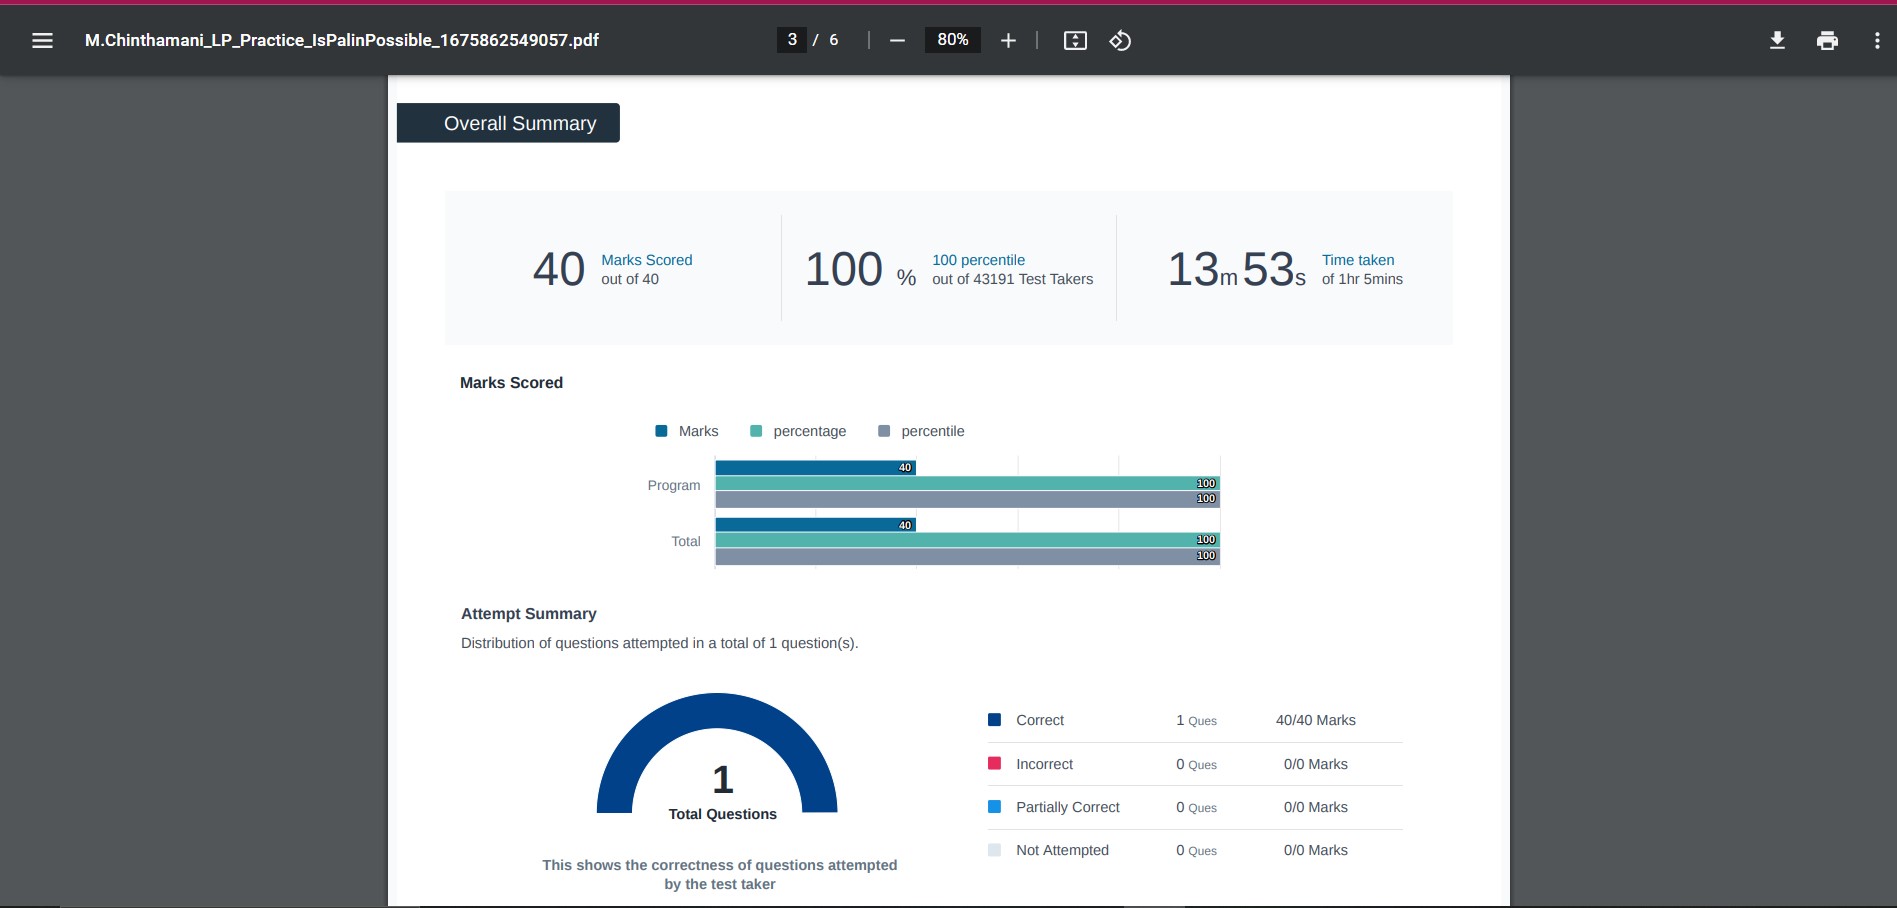 M.Chinthamani_LP_Practice_IsPalinPossible_1675862549057.pdf
3 / 6
80%
Overall Summary
40 Marks Scored out of 40
100 % 100 percentile out of 43191 Test Takers
13m 53s Time taken of 1hr 5mins
Marks Scored
Marks percentage percentile
40
Program 100
100
40
Total 100
100
Attempt Summary
Distribution of questions attempted in a total of 1 question(s).
1
Total Questions
This shows the correctness of questions attempted
by the test taker
Correct 1 Ques 40/40 Marks
Incorrect 0 Ques 0/0 Marks
Partially Correct 0 Ques 0/0 Marks
Not Attempted 0 Ques 0/0 Marks